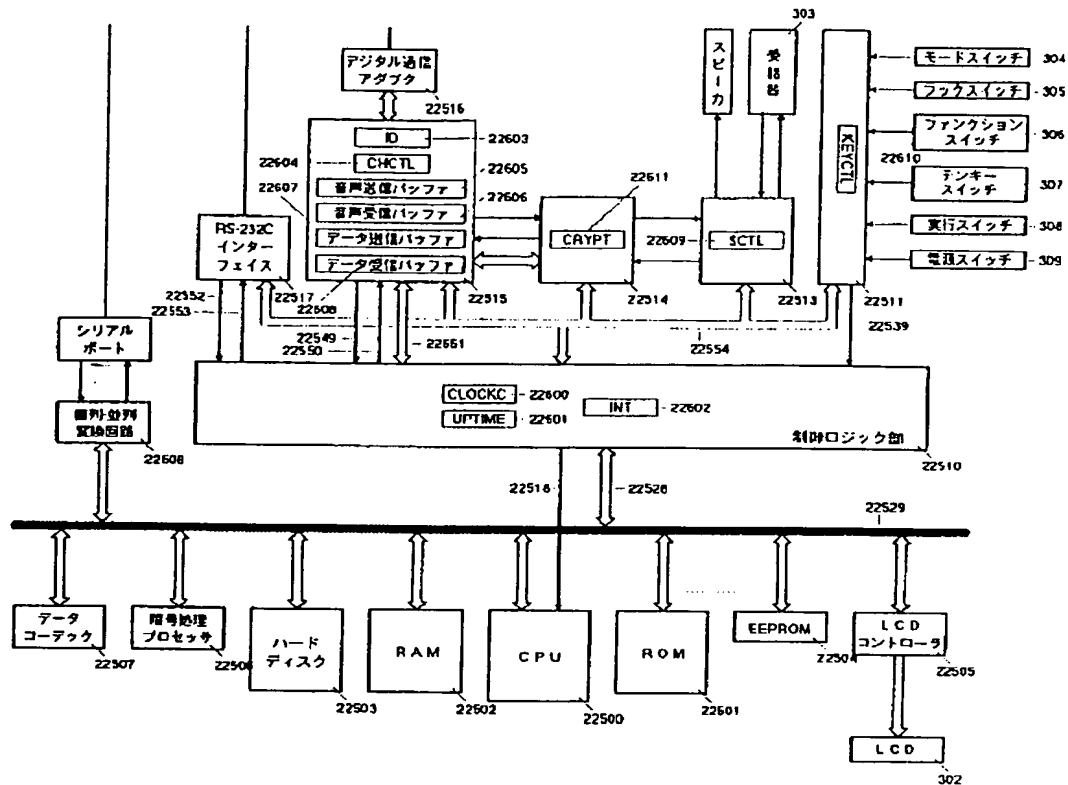 303
スピーカ
受話器
デジタル通信
アダプタ
22516
モードスイッチ
304
フックスイッチ
305
ファンクション
スイッチ
306
テンキー
スイッチ
307
実行スイッチ
308
電源スイッチ
309
KEYCTL
22610
22511
22539
ID
22603
22604
CHCTL
22605
22607
音声送信バッファ
22606
音声受信バッファ
データ送信バッファ
データ受信バッファ
22608
22515
22611
CRYPT
22514
22609
SCTL
22513
RS-232C
インター
フェイス
22517
22552
22553
22549
22550
22551
22554
シリアル
ポート
直列-並列
変換回路
22608
CLOCKC
22600
UPTIME
22601
INT
22602
制御ロジック部
22510
22518
22528
22529
データ
コーデック
22507
暗号処理
プロセッサ
ハード
ディスク
22503
RAM
22502
CPU
22500
ROM
22501
EEPROM
22504
LCD
コントローラ
22505
LCD
302